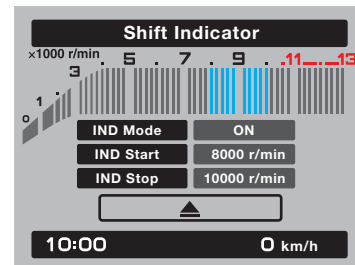 Shift Indicator
×1000 r/min
0 1 3 . 5 . 7 . 9 . 11 . 13
IND Mode ON
IND Start 8000 r/min
IND Stop 10000 r/min
10:00 0 km/h